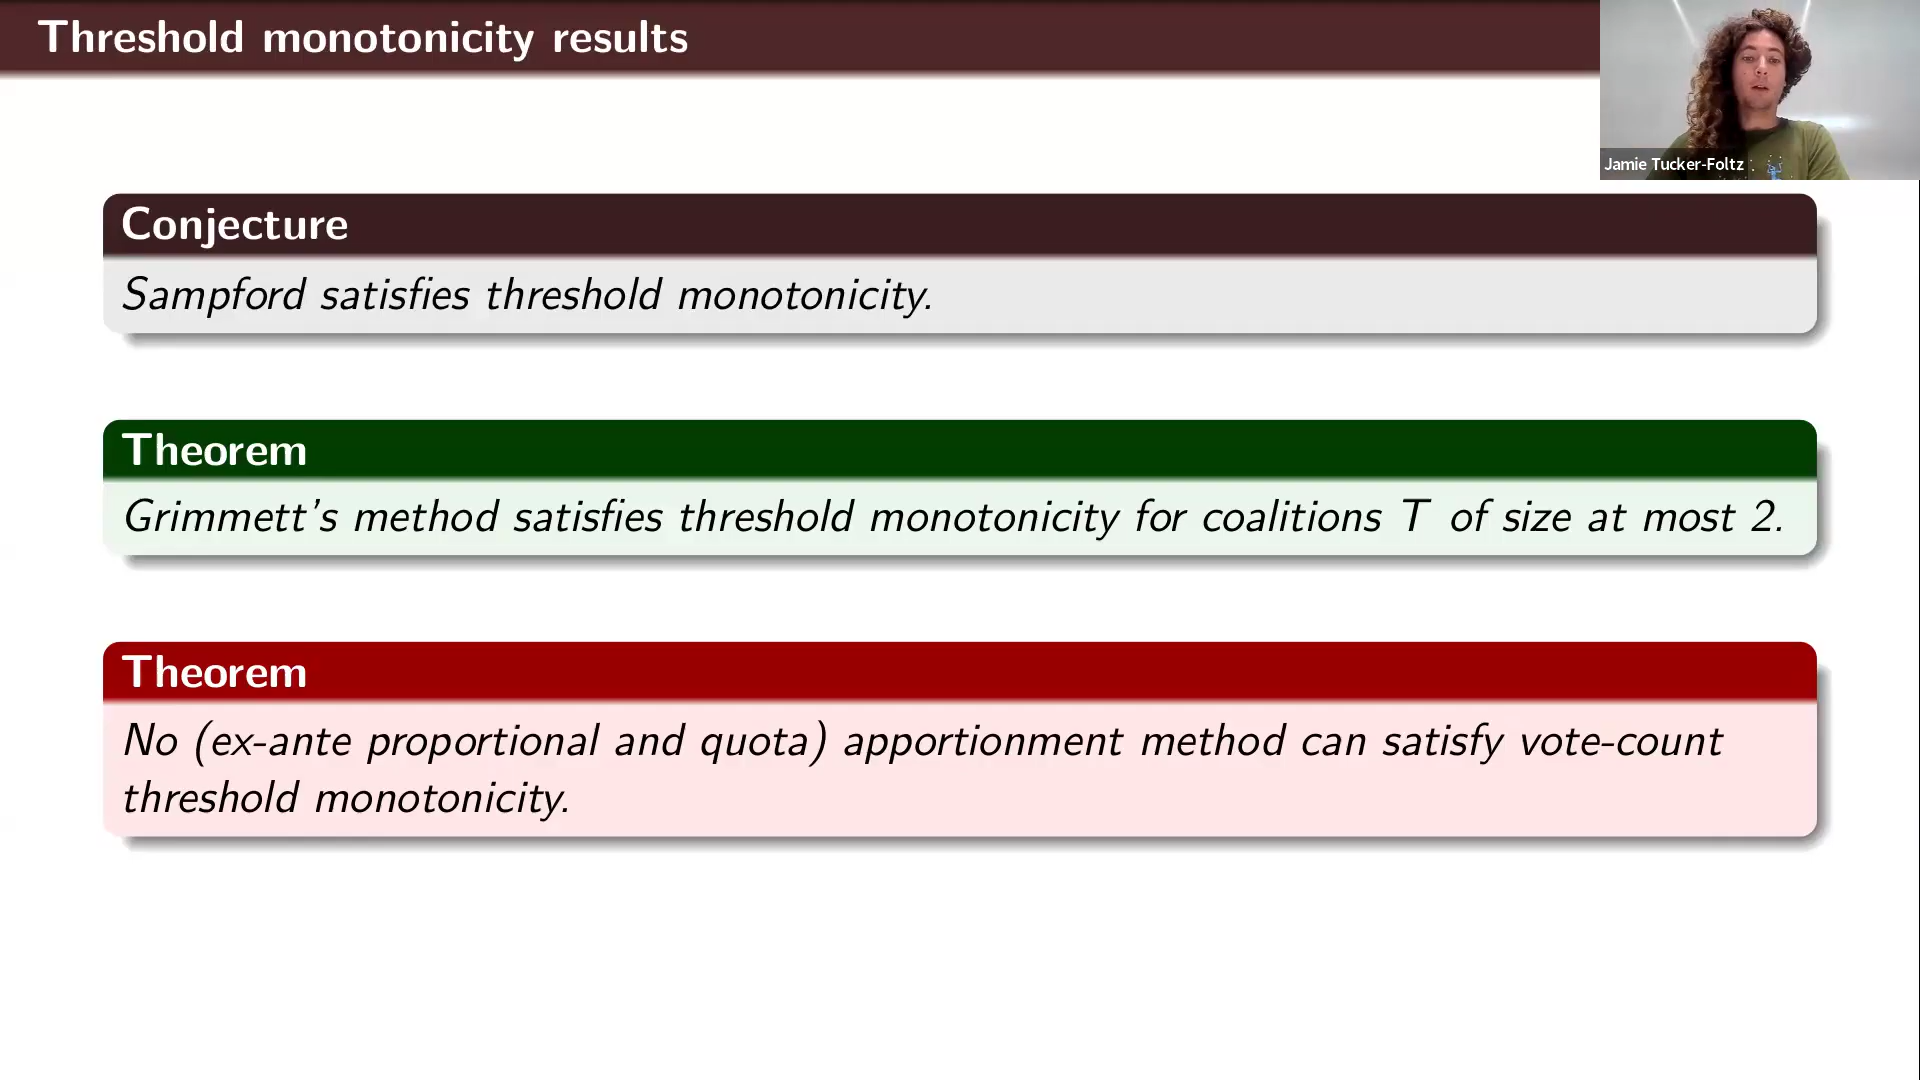 Threshold monotonicity results
Jamie Tucker-Foltz
Conjecture
Sampford satisfies threshold monotonicity.
Theorem
Grimmett's method satisfies threshold monotonicity for coalitions T of size at most 2.
Theorem
No (ex-ante proportional and quota) apportionment method can satisfy vote-count
threshold monotonicity.